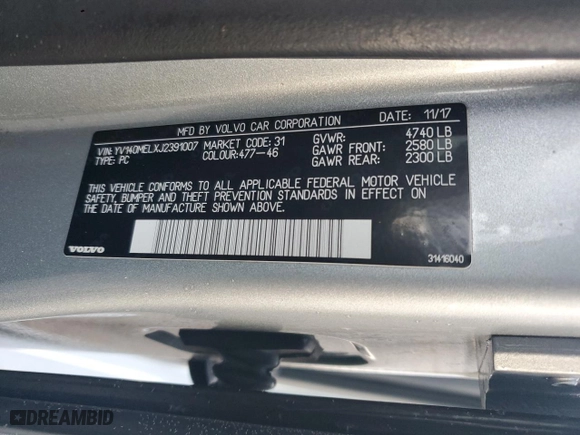 MFD BY VOLVO CAR CORPORATION DATE: 11/17
VIN: YV140MELXJ2391007 MARKET CODE: 31 GVWR: 4740 LB
TYPE: PC COLOUR:477-46 GAWR FRONT: 2580 LB
GAWR REAR: 2300 LB
THIS VEHICLE CONFORMS TO ALL APPLICABLE FEDERAL MOTOR VEHICLE
SAFETY, BUMPER AND THEFT PREVENTION STANDARDS IN EFFECT ON
THE DATE OF MANUFACTURE SHOWN ABOVE.
VOLVO 31416040
DREAMBID